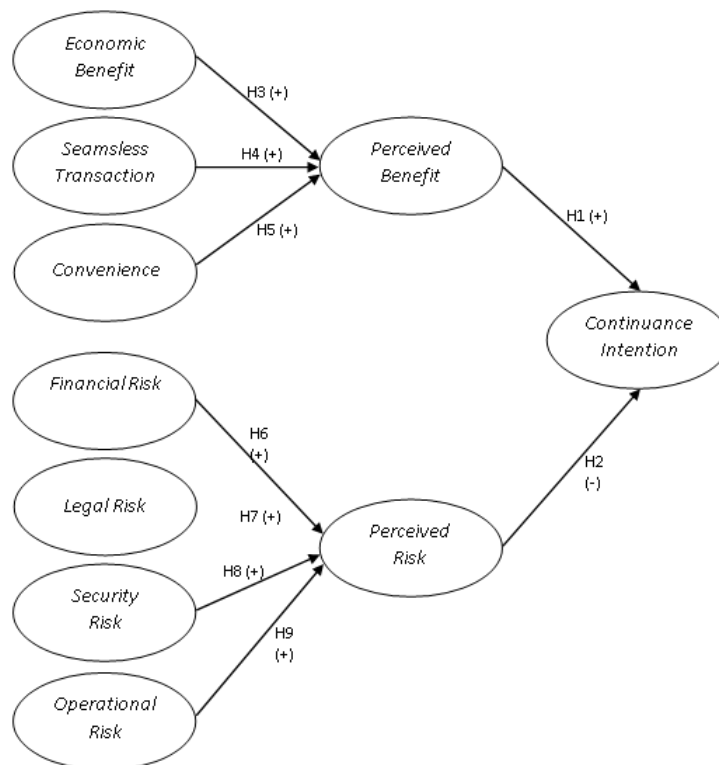 Economic
Benefit
H3 (+)
Seamsless
Transaction
H4 (+)
Perceived
Benefit
H5 (+)
Convenience
H1 (+)
Continuance
Intention
Financial Risk
H6
(+)
H2
(-)
Legal Risk
H7 (+)
Perceived
Risk
H8 (+)
Security
Risk
H9
(+)
Operational
Risk